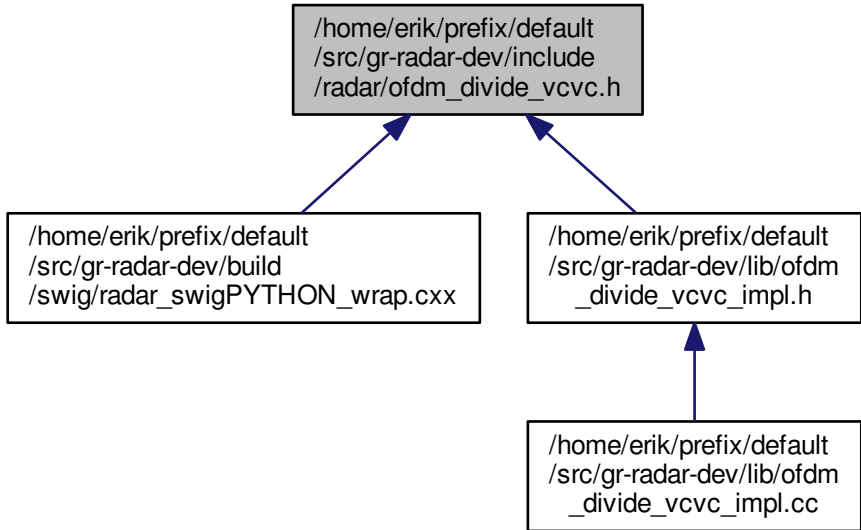 /home/erik/prefix/default
/src/gr-radar-dev/include
/radar/ofdm_divide_vcvc.h
/home/erik/prefix/default
/src/gr-radar-dev/build
/swig/radar_swigPYTHON_wrap.cxx
/home/erik/prefix/default
/src/gr-radar-dev/lib/ofdm
_divide_vcvc_impl.h
/home/erik/prefix/default
/src/gr-radar-dev/lib/ofdm
_divide_vcvc_impl.cc